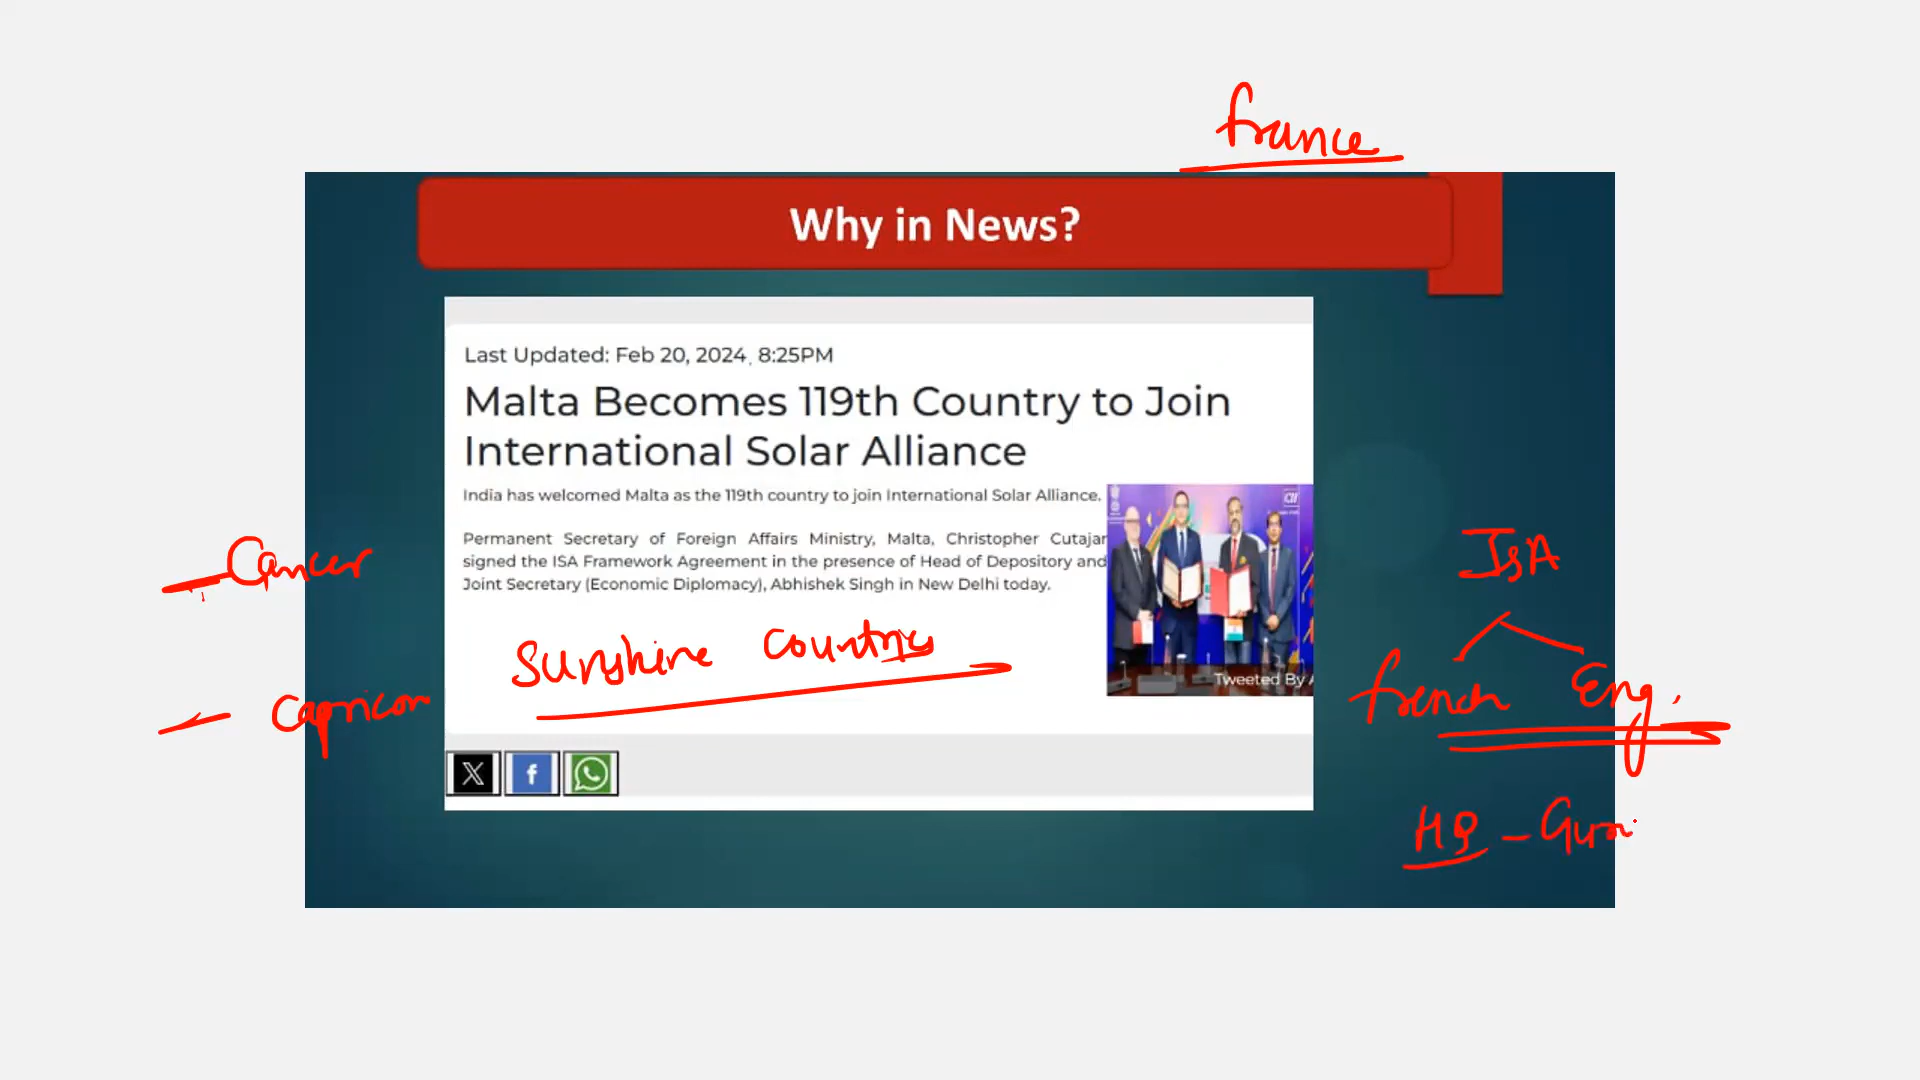 france
Why in News?
Last Updated: Feb 20, 2024, 8:25PM
Malta Becomes 119th Country to Join
International Solar Alliance
India has welcomed Malta as the 119th country to join International Solar Alliance.
Permanent Secretary of Foreign Affairs Ministry, Malta, Christopher Cutajar
signed the ISA Framework Agreement in the presence of Head of Depository and
Joint Secretary (Economic Diplomacy), Abhishek Singh in New Delhi today.
CII
Tweeted By A
Cancer
Capricorn
Sunshine Countries
ISA
french Eng.
HQ - Guru
X f